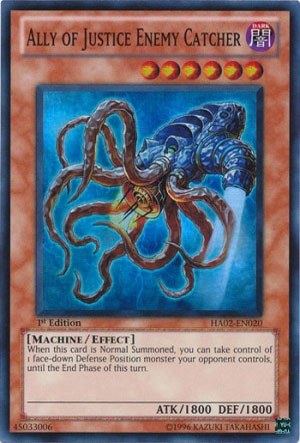 ALLY OF JUSTICE ENEMY CATCHER
DARK
闇
1st Edition
HA02-EN020
[MACHINE / EFFECT]
When this card is Normal Summoned, you can take control of
1 face-down Defense Position monster your opponent controls,
until the End Phase of this turn.
ATK/1800 DEF/1800
45033006
©1996 KAZUKI TAKAHASHI